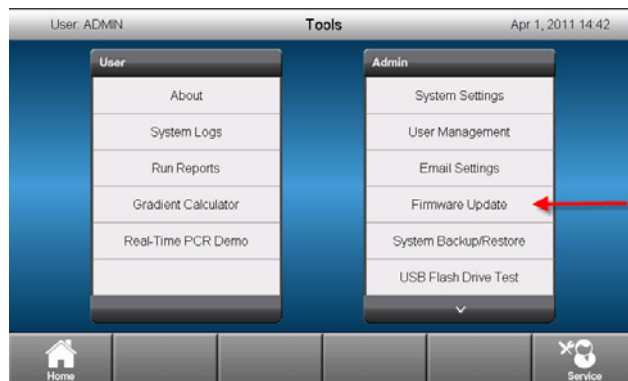 User: ADMIN
Tools
Apr 1, 2011 14:42
User
About
System Logs
Run Reports
Gradient Calculator
Real-Time PCR Demo
Admin
System Settings
User Management
Email Settings
Firmware Update
System Backup/Restore
USB Flash Drive Test
Home
Service